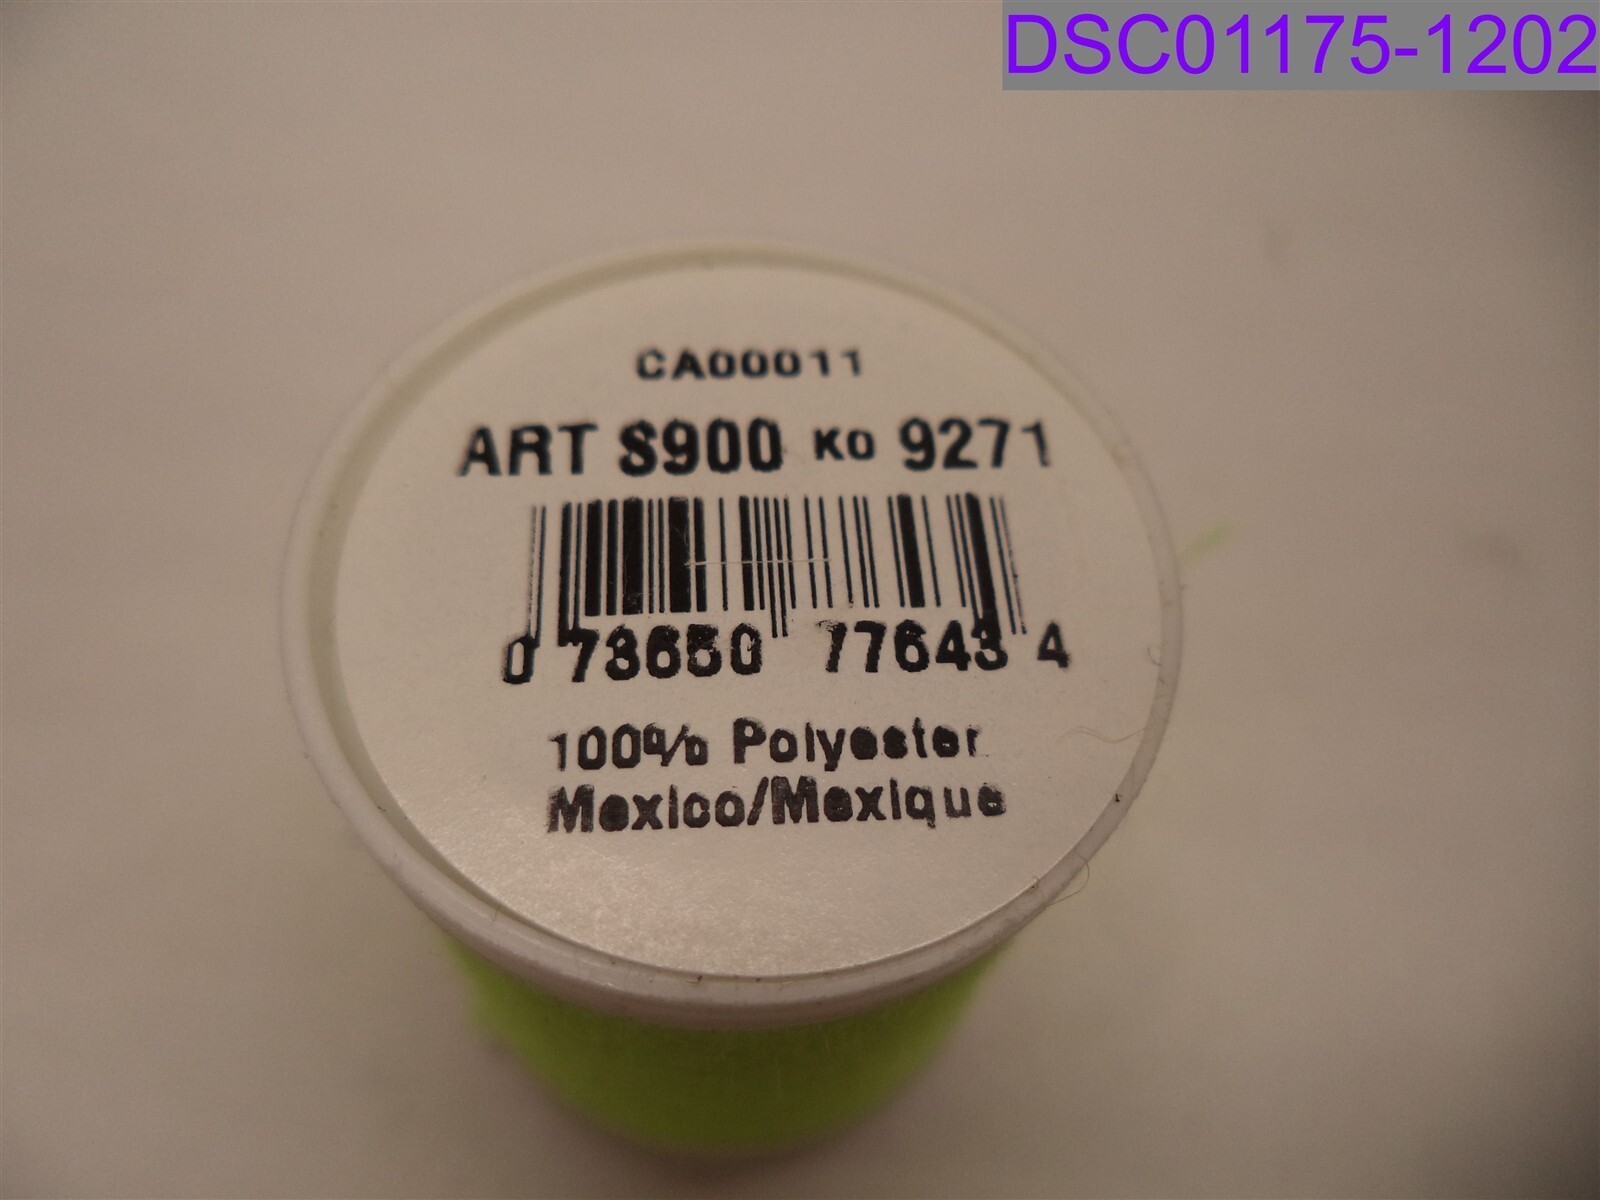 DSC01175-1202
CA00011
ART S900 KO 9271
0 73650 77643 4
100% Polyester
Mexico/Mexique